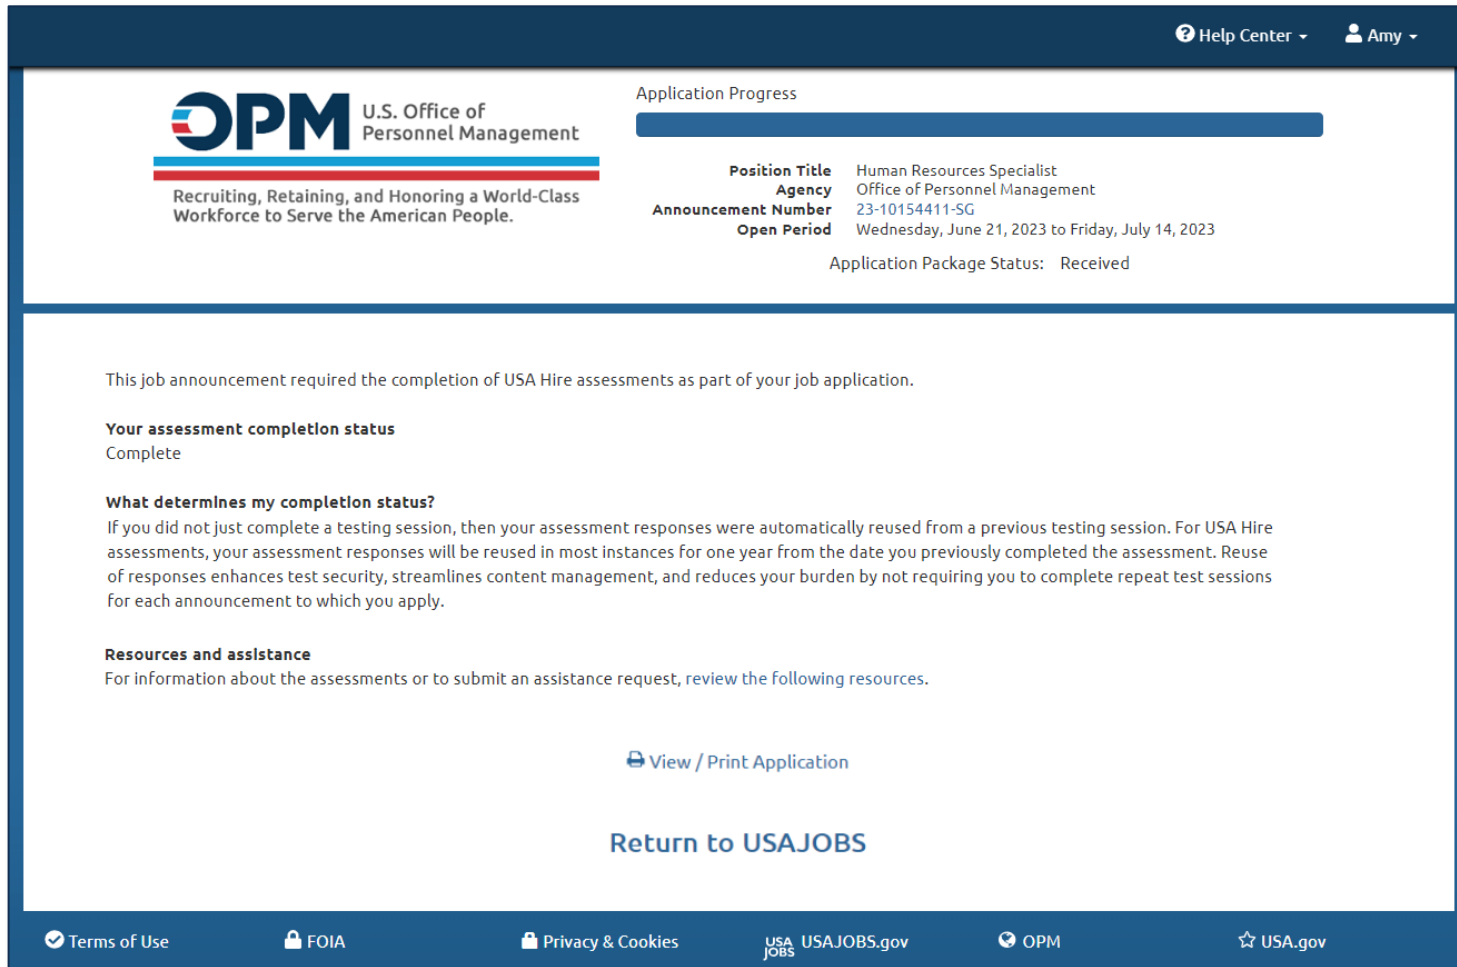 Help Center
Amy
OPM
U.S. Office of
Personnel Management
Recruiting, Retaining, and Honoring a World-Class
Workforce to Serve the American People.
Application Progress
Position Title Human Resources Specialist
Agency Office of Personnel Management
Announcement Number 23-10154411-SG
Open Period Wednesday, June 21, 2023 to Friday, July 14, 2023
Application Package Status: Received
This job announcement required the completion of USA Hire assessments as part of your job application.
Your assessment completion status
Complete
What determines my completion status?
If you did not just complete a testing session, then your assessment responses were automatically reused from a previous testing session. For USA Hire
assessments, your assessment responses will be reused in most instances for one year from the date you previously completed the assessment. Reuse
of responses enhances test security, streamlines content management, and reduces your burden by not requiring you to complete repeat test sessions
for each announcement to which you apply.
Resources and assistance
For information about the assessments or to submit an assistance request, review the following resources.
View / Print Application
Return to USAJOBS
Terms of Use
FOIA
Privacy & Cookies
USA
JOBS
USAJOBS.gov
OPM
USA.gov